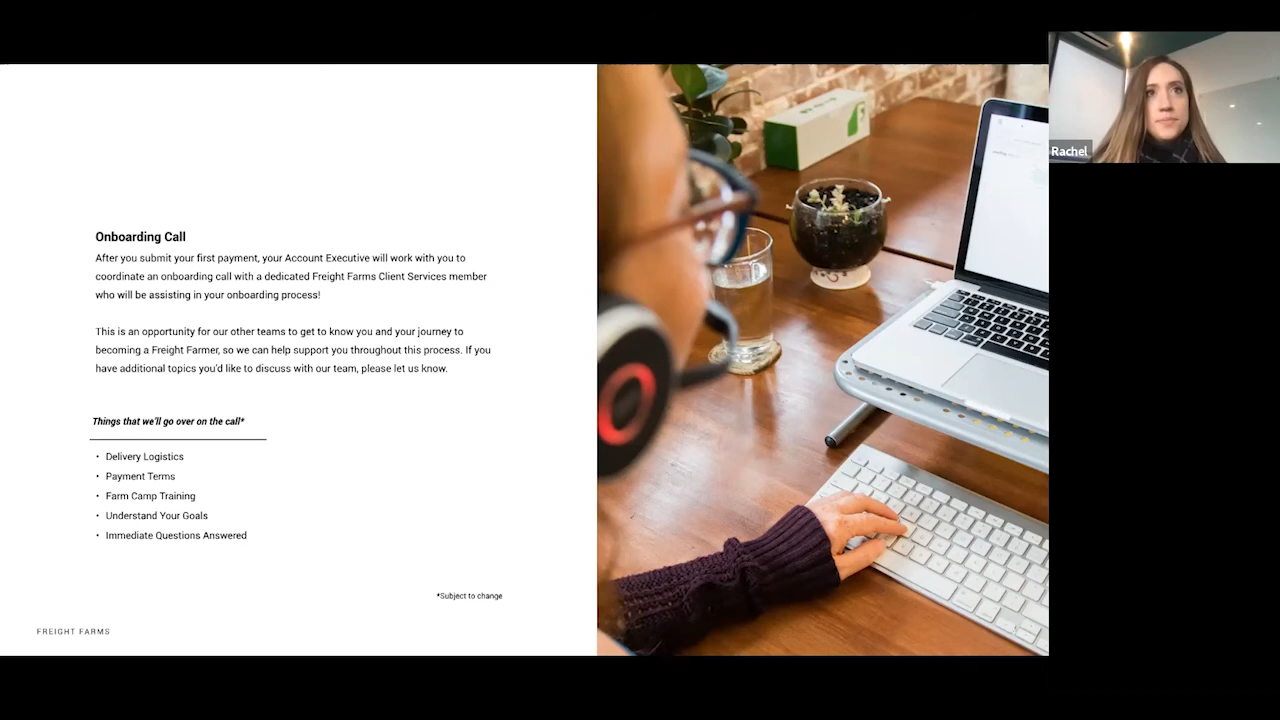 Onboarding Call
After you submit your first payment, your Account Executive will work with you to
coordinate an onboarding call with a dedicated Freight Farms Client Services member
who will be assisting in your onboarding process!
This is an opportunity for our other teams to get to know you and your journey to
becoming a Freight Farmer, so we can help support you throughout this process. If you
have additional topics you'd like to discuss with our team, please let us know.
Things that we'll go over on the call*
• Delivery Logistics
• Payment Terms
• Farm Camp Training
• Understand Your Goals
• Immediate Questions Answered
*Subject to change
FREIGHT FARMS
Rachel